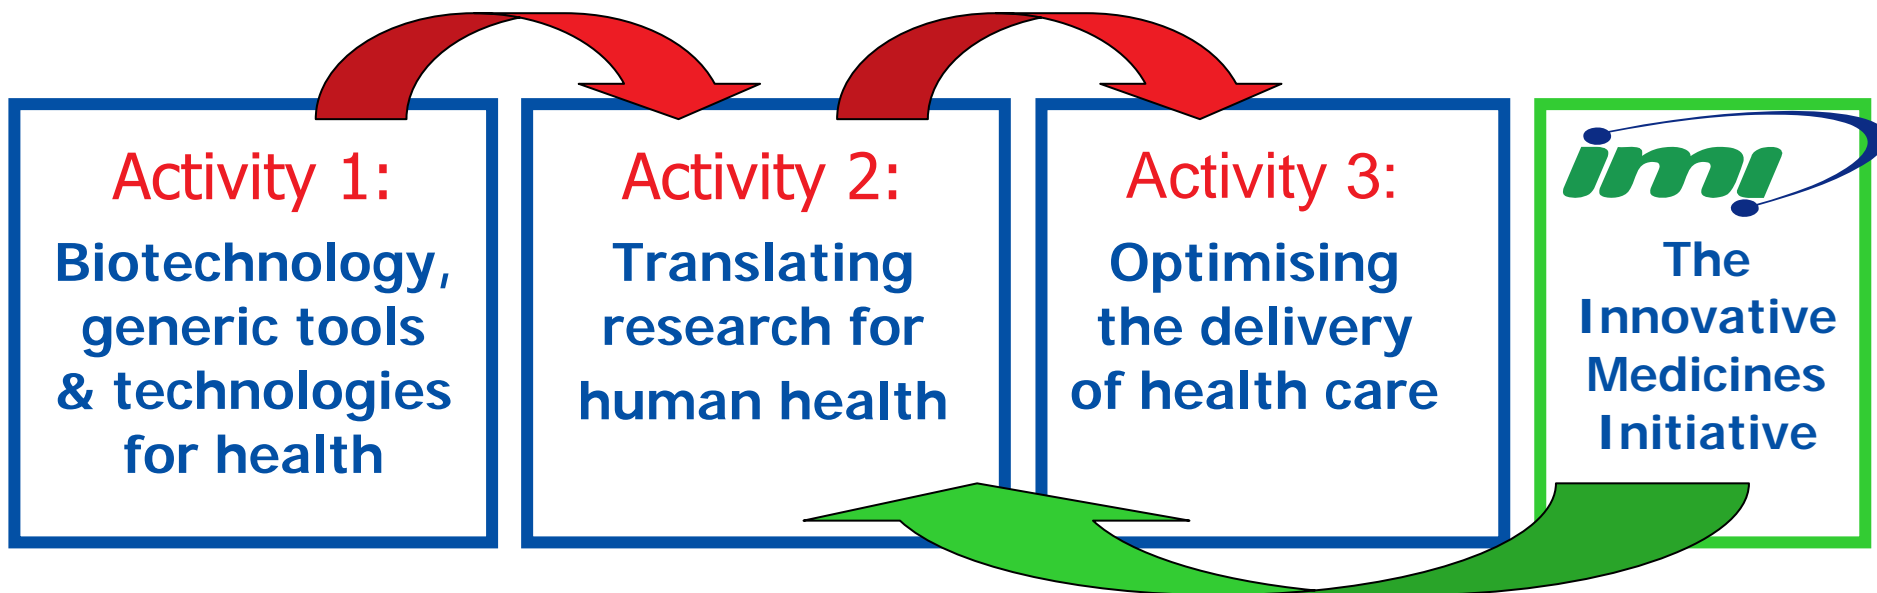 Activity 1:
Biotechnology,
generic tools
& technologies
for health
Activity 2:
Translating
research for
human health
Activity 3:
Optimising
the delivery
of health care
imi
The
Innovative
Medicines
Initiative